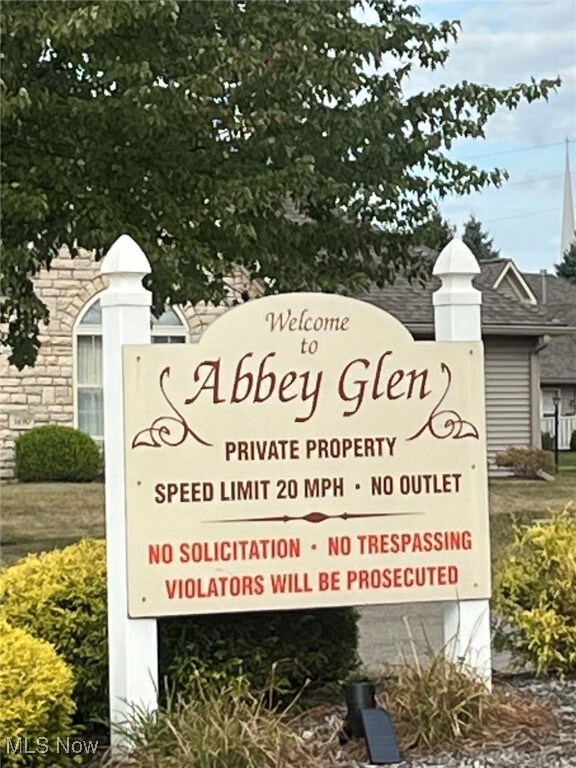 Welcome
to
Abbey Glen
PRIVATE PROPERTY
SPEED LIMIT 20 MPH • NO OUTLET
NO SOLICITATION • NO TRESPASSING
VIOLATORS WILL BE PROSECUTED
MLS Now